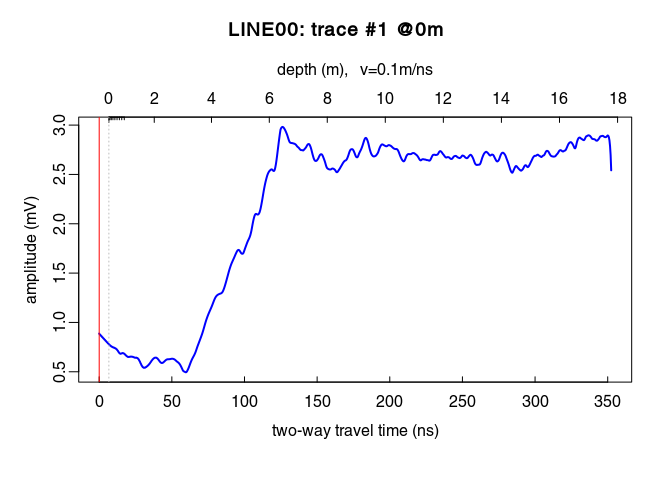 LINE00: trace #1 @0m
depth (m),   v=0.1m/ns
0 2 4 6 8 10 12 14 16 18
amplitude (mV)
3.0
2.5
2.0
1.5
1.0
0.5
0 50 100 150 200 250 300 350
two-way travel time (ns)